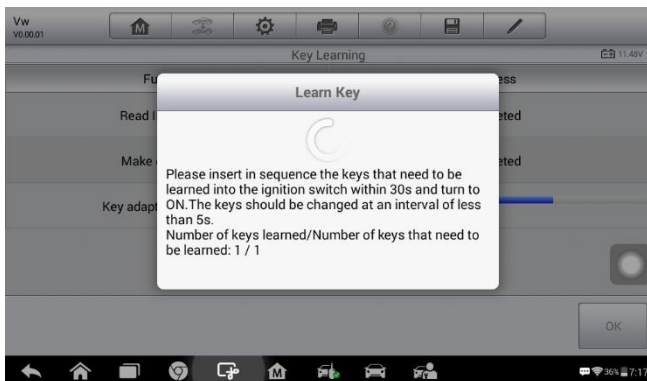 Vw
V0.00.01
Key Learning
11.48V
Fu
ess
Learn Key
Read I
eted
Please insert in sequence the keys that need to be
learned into the ignition switch within 30s and turn to
ON.The keys should be changed at an interval of less
than 5s.
Number of keys learned/Number of keys that need to
be learned: 1 / 1
Make
eted
Key adapt
OK
36%
7:17